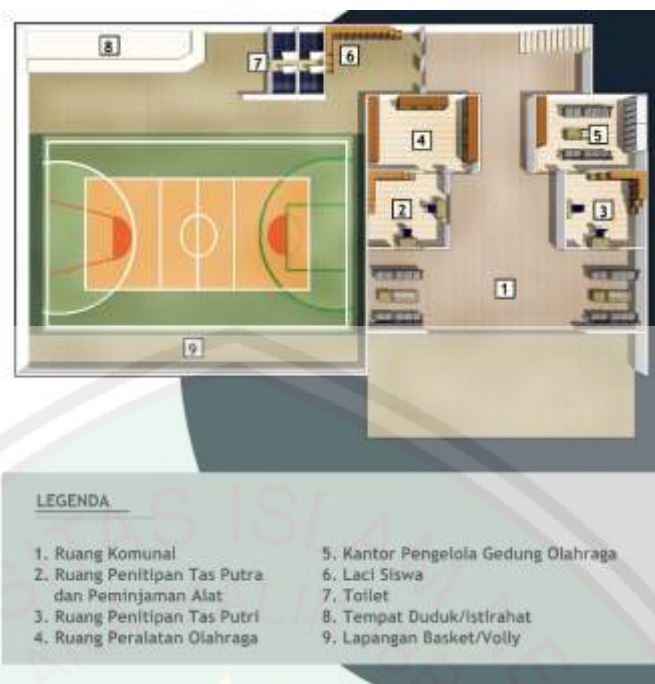 8
7
6
4
5
2
3
1
9
LEGENDA
1. Ruang Komunal
2. Ruang Penitipan Tas Putra
dan Peminjaman Alat
3. Ruang Penitipan Tas Putri
4. Ruang Peralatan Olahraga
5. Kantor Pengelola Gedung Olahraga
6. Laci Siswa
7. Toilet
8. Tempat Duduk/istirahat
9. Lapangan Basket/Volly